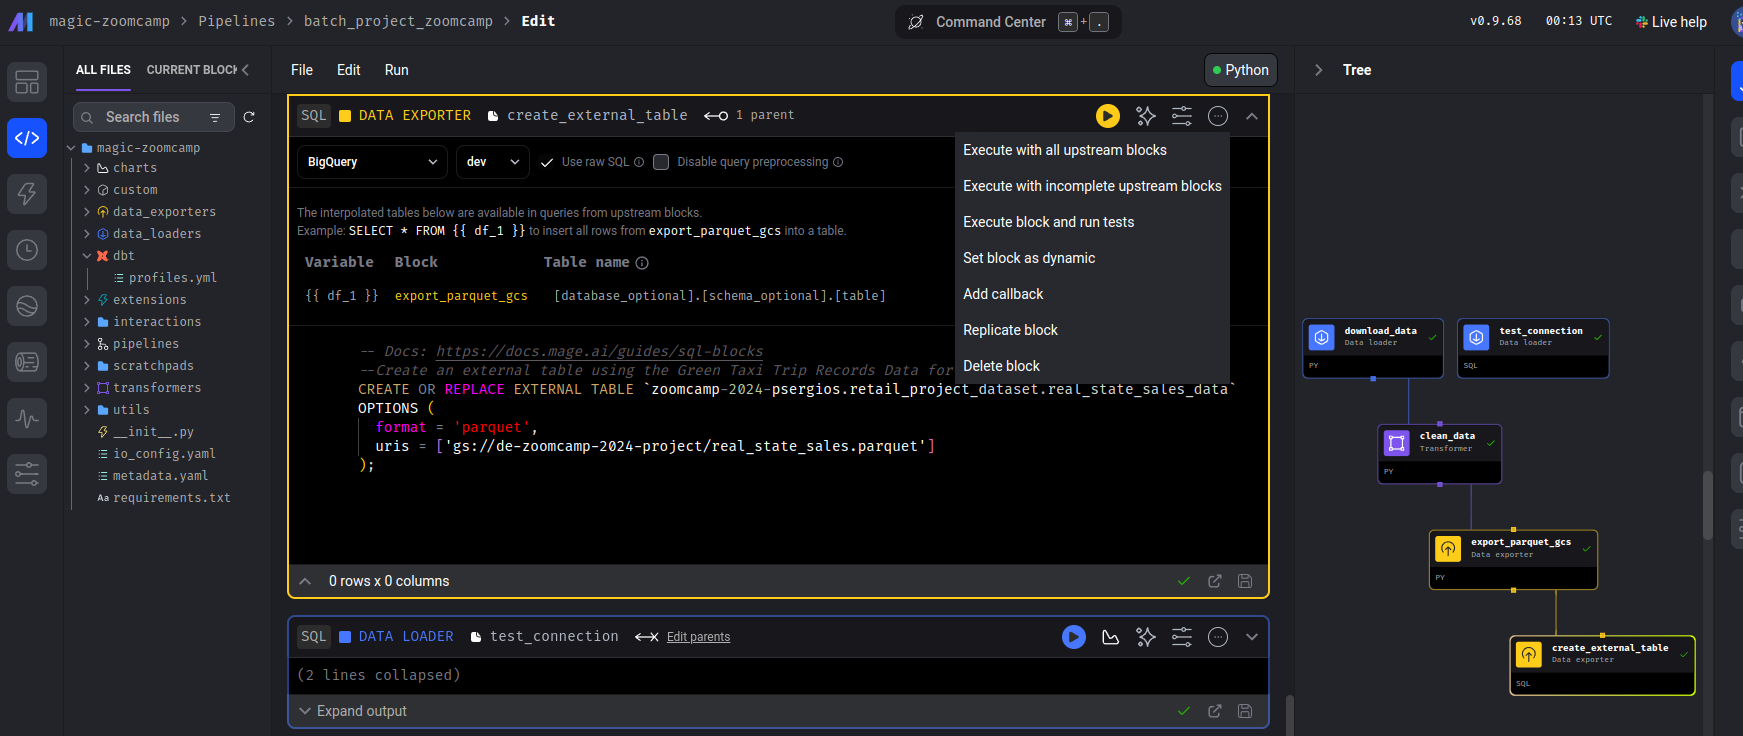 magic-zoomcamp > Pipelines > batch_project_zoomcamp > Edit
Command Center ⌘ + .
v0.9.68 00:13 UTC Live help
ALL FILES CURRENT BLOCK
Search files
magic-zoomcamp
charts
custom
data_exporters
data_loaders
dbt
profiles.yml
extensions
interactions
pipelines
scratchpads
transformers
utils
__init__.py
io_config.yaml
metadata.yaml
Aa requirements.txt
File Edit Run
Python
SQL DATA EXPORTER create_external_table 1 parent
BigQuery dev Use raw SQL Disable query preprocessing
The interpolated tables below are available in queries from upstream blocks.
Example: SELECT * FROM {{ df_1 }} to insert all rows from export_parquet_gcs into a table.
Variable Block Table name
{{ df_1 }} export_parquet_gcs [database_optional].[schema_optional].[table]
Execute with all upstream blocks
Execute with incomplete upstream blocks
Execute block and run tests
Set block as dynamic
Add callback
Replicate block
Delete block
-- Docs: https://docs.mage.ai/guides/sql-blocks
--Create an external table using the Green Taxi Trip Records Data for
CREATE OR REPLACE EXTERNAL TABLE `zoomcamp-2024-psergios.retail_project_dataset.real_state_sales_data`
OPTIONS (
format = 'parquet',
uris = ['gs://de-zoomcamp-2024-project/real_state_sales.parquet']
);
0 rows x 0 columns
SQL DATA LOADER test_connection Edit parents
(2 lines collapsed)
Expand output
Tree
download_data
Data loader
PY
test_connection
Data loader
SQL
clean_data
Transformer
PY
export_parquet_gcs
Data exporter
PY
create_external_table
Data exporter
SQL